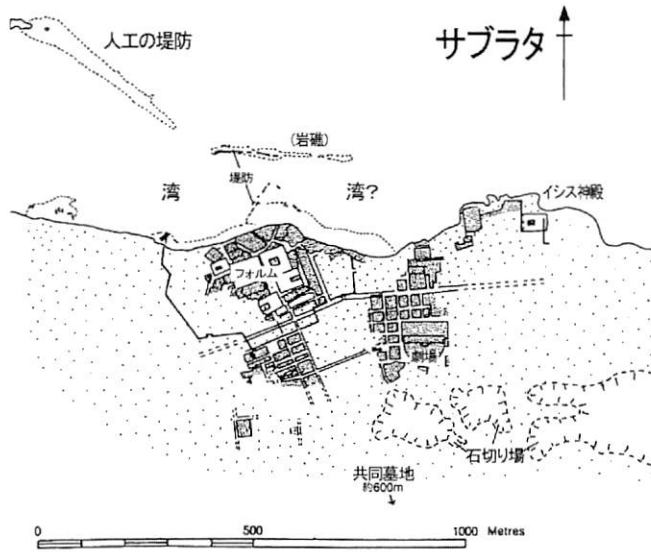 人工の堤防
サブラタ
(岩礁)
堤防
湾
湾?
イシス神殿
フォルム
劇場
石切り場
共同墓地
約600m
0 500 1000 Metres